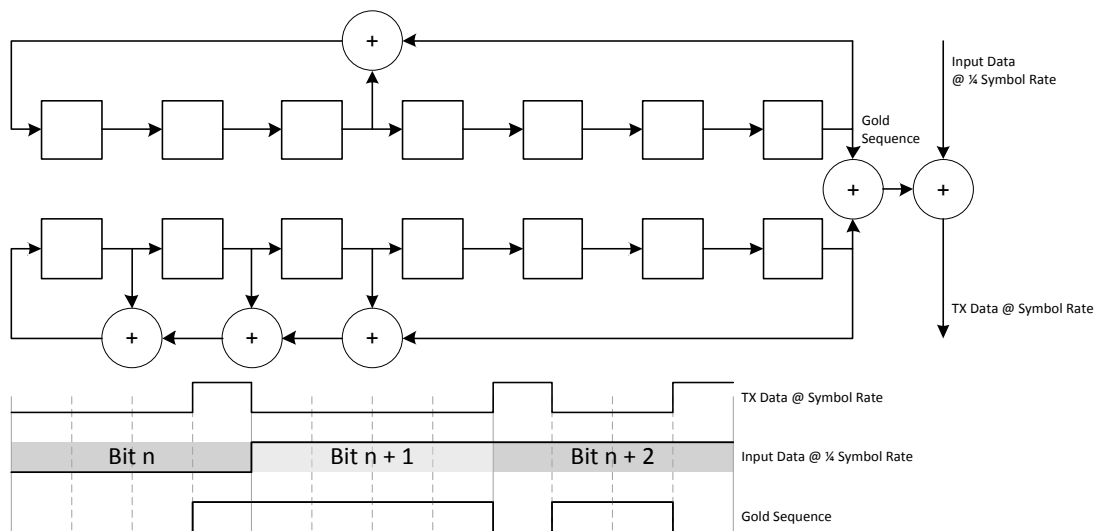 +
Input Data
@ ¼ Symbol Rate
Gold
Sequence
+
+
+
+
+
TX Data @ Symbol Rate
TX Data @ Symbol Rate
Bit n
Bit n + 1
Bit n + 2
Input Data @ ¼ Symbol Rate
Gold Sequence